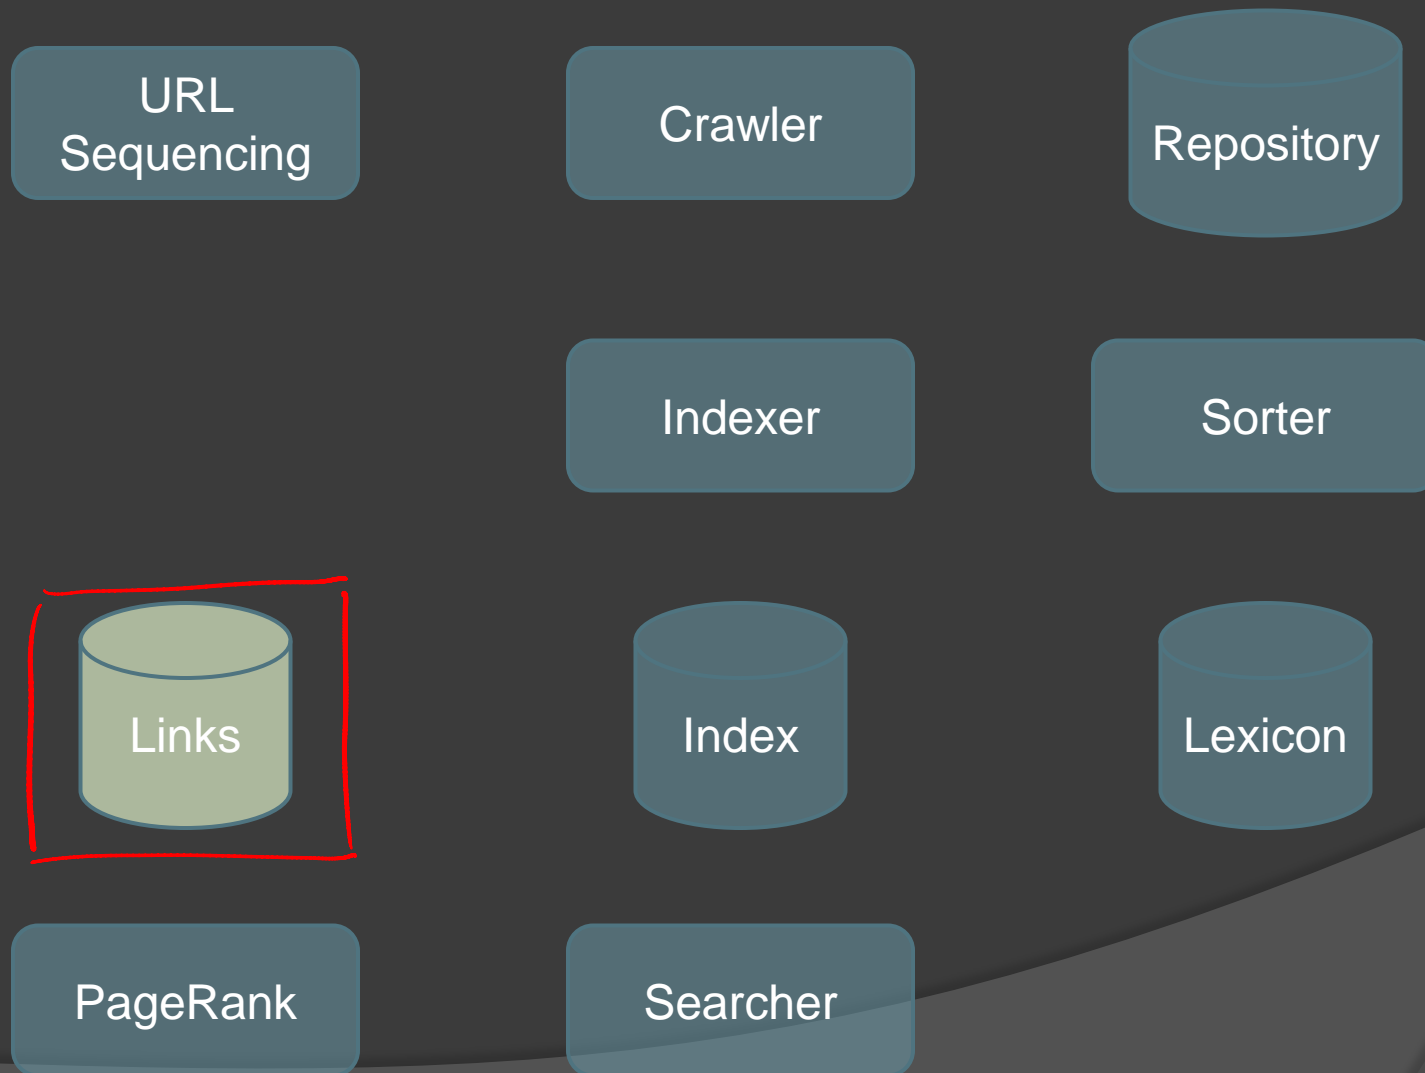 URL
Sequencing
Crawler
Repository
Indexer
Sorter
Links
Index
Lexicon
PageRank
Searcher